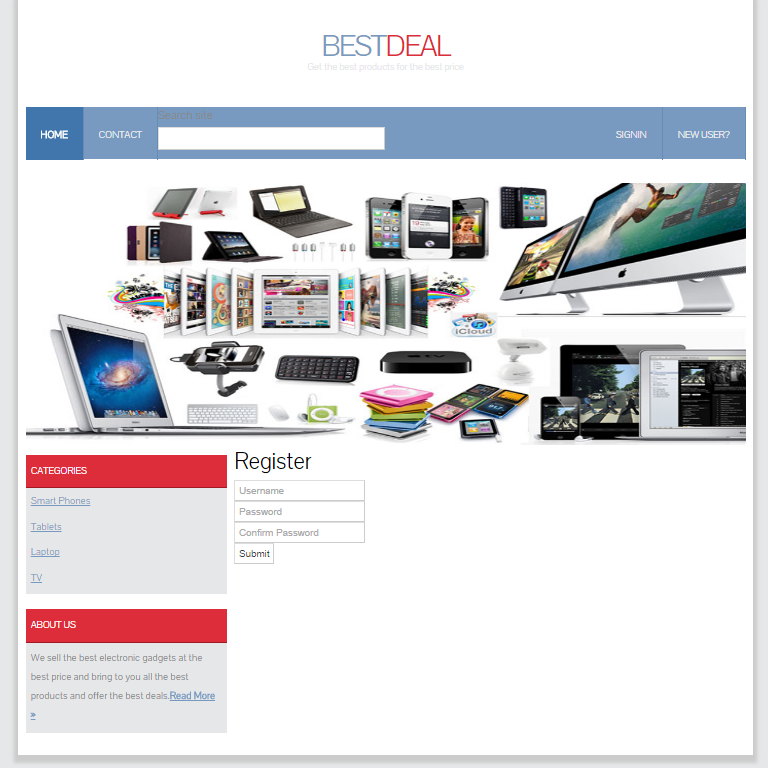 BESTDEAL
Get the best products for the best price
HOME
CONTACT
Search site
SIGNIN
NEW USER?
iCloud
tv
CATEGORIES
Smart Phones
Tablets
Laptop
TV
Register
Username
Password
Confirm Password
Submit
ABOUT US
We sell the best electronic gadgets at the
best price and bring to you all the best
products and offer the best deals.Read More
»